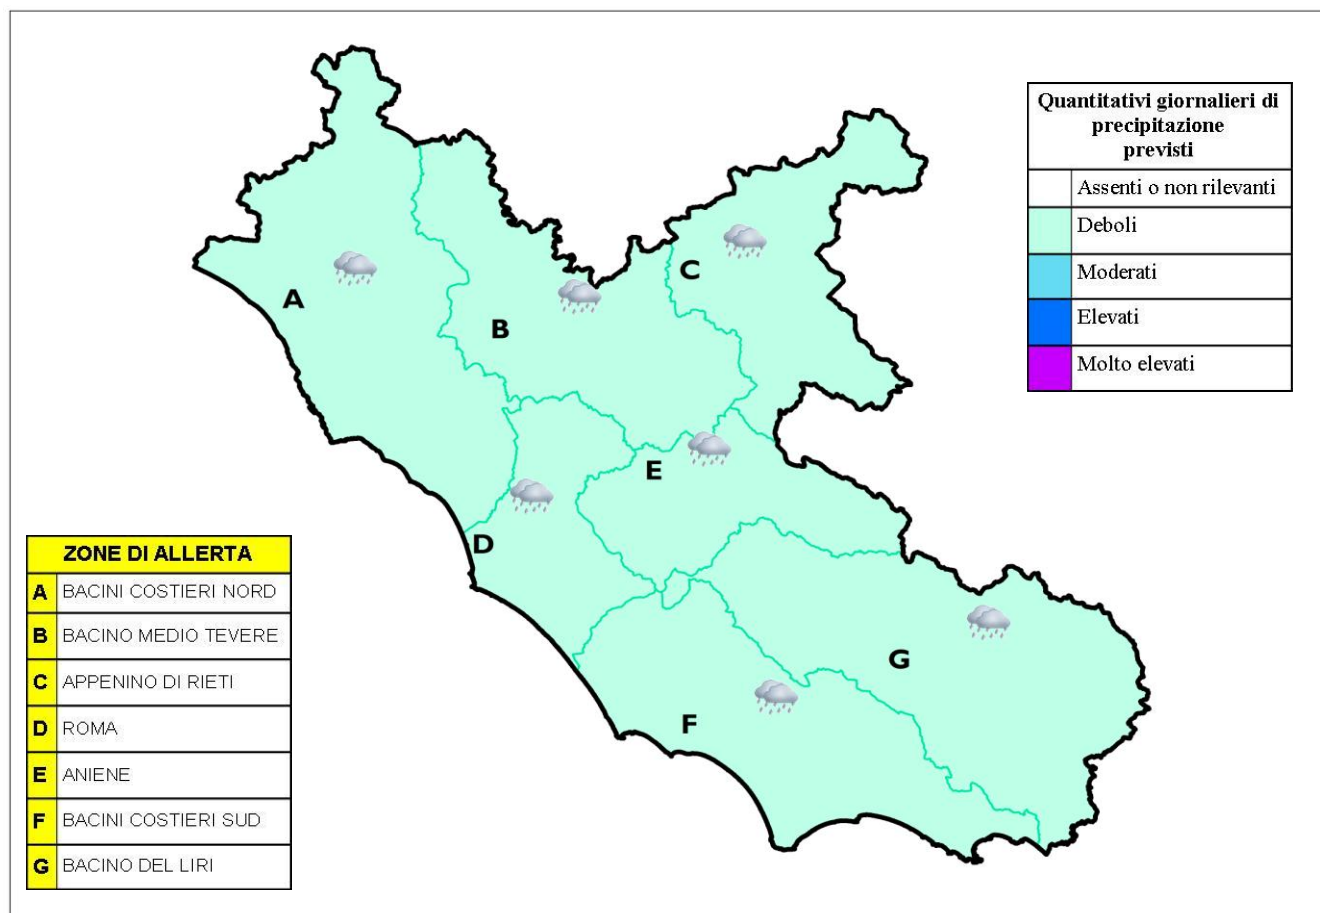 Quantitativi giornalieri di
precipitazione
previsti
Assenti o non rilevanti
Deboli
Moderati
Elevati
Molto elevati
A
B
C
D
E
F
G
ZONE DI ALLERTA
A BACINI COSTIERI NORD
B BACINO MEDIO TEVERE
C APPENINO DI RIETI
D ROMA
E ANIENE
F BACINI COSTIERI SUD
G BACINO DEL LIRI